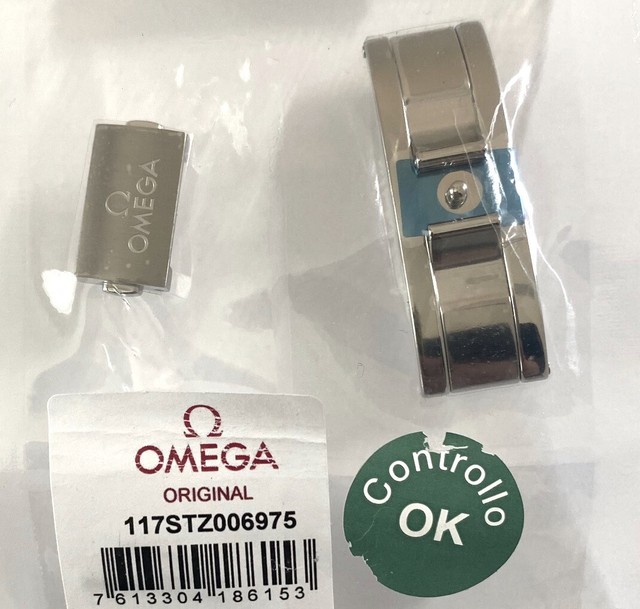 Ω
OMEGA
Ω
OMEGA
ORIGINAL
117STZ006975
7 613304 186153
Controllo
OK